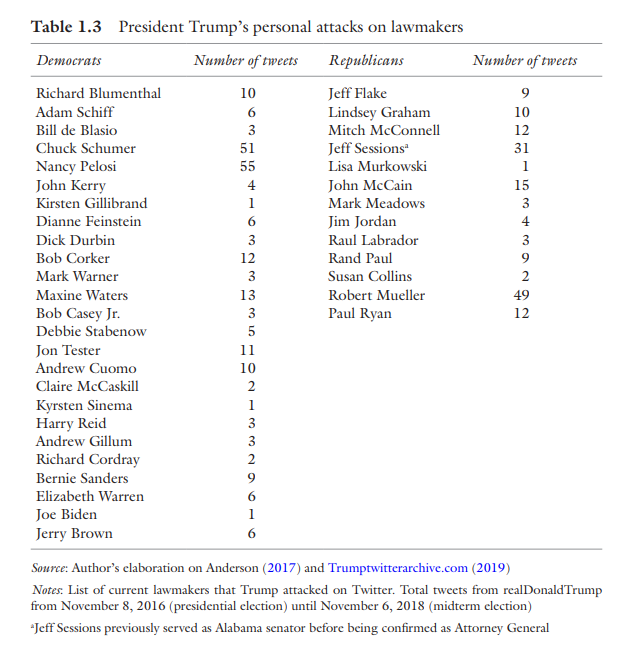 Table 1.3 President Trump's personal attacks on lawmakers
Democrats Number of tweets Republicans Number of tweets
Richard Blumenthal 10 Jeff Flake 9
Adam Schiff 6 Lindsey Graham 10
Bill de Blasio 3 Mitch McConnell 12
Chuck Schumer 51 Jeff Sessionsᵃ 31
Nancy Pelosi 55 Lisa Murkowski 1
John Kerry 4 John McCain 15
Kirsten Gillibrand 1 Mark Meadows 3
Dianne Feinstein 6 Jim Jordan 4
Dick Durbin 3 Raul Labrador 3
Bob Corker 12 Rand Paul 9
Mark Warner 3 Susan Collins 2
Maxine Waters 13 Robert Mueller 49
Bob Casey Jr. 3 Paul Ryan 12
Debbie Stabenow 5
Jon Tester 11
Andrew Cuomo 10
Claire McCaskill 2
Kyrsten Sinema 1
Harry Reid 3
Andrew Gillum 3
Richard Cordray 2
Bernie Sanders 9
Elizabeth Warren 6
Joe Biden 1
Jerry Brown 6
Source: Author's elaboration on Anderson (2017) and Trumptwitterarchive.com (2019)
Notes: List of current lawmakers that Trump attacked on Twitter. Total tweets from realDonaldTrump
from November 8, 2016 (presidential election) until November 6, 2018 (midterm election)
ᵃJeff Sessions previously served as Alabama senator before being confirmed as Attorney General